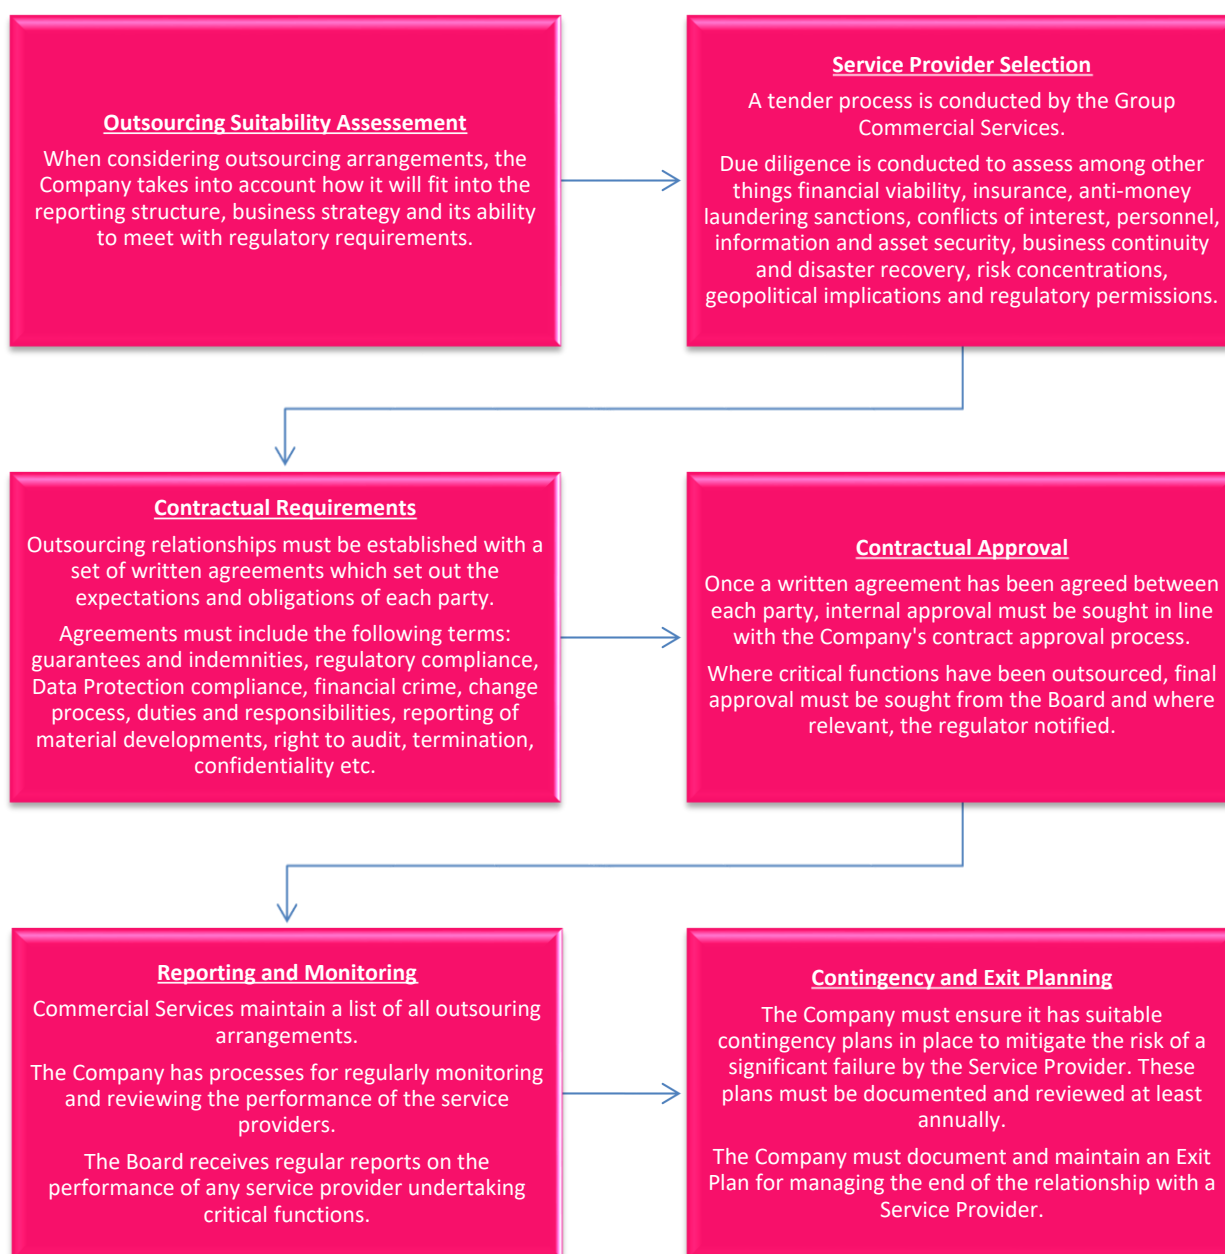 Outsourcing Suitability Assessement
When considering outsourcing arrangements, the
Company takes into account how it will fit into the
reporting structure, business strategy and its ability
to meet with regulatory requirements.
Service Provider Selection
A tender process is conducted by the Group
Commercial Services.
Due diligence is conducted to assess among other
things financial viability, insurance, anti-money
laundering sanctions, conflicts of interest, personnel,
information and asset security, business continuity
and disaster recovery, risk concentrations,
geopolitical implications and regulatory permissions.
Contractual Requirements
Outsourcing relationships must be established with a
set of written agreements which set out the
expectations and obligations of each party.
Agreements must include the following terms:
guarantees and indemnities, regulatory compliance,
Data Protection compliance, financial crime, change
process, duties and responsibilities, reporting of
material developments, right to audit, termination,
confidentiality etc.
Contractual Approval
Once a written agreement has been agreed between
each party, internal approval must be sought in line
with the Company's contract approval process.
Where critical functions have been outsourced, final
approval must be sought from the Board and where
relevant, the regulator notified.
Reporting and Monitoring
Commercial Services maintain a list of all outsouring
arrangements.
The Company has processes for regularly monitoring
and reviewing the performance of the service
providers.
The Board receives regular reports on the
performance of any service provider undertaking
critical functions.
Contingency and Exit Planning
The Company must ensure it has suitable
contingency plans in place to mitigate the risk of a
significant failure by the Service Provider. These
plans must be documented and reviewed at least
annually.
The Company must document and maintain an Exit
Plan for managing the end of the relationship with a
Service Provider.